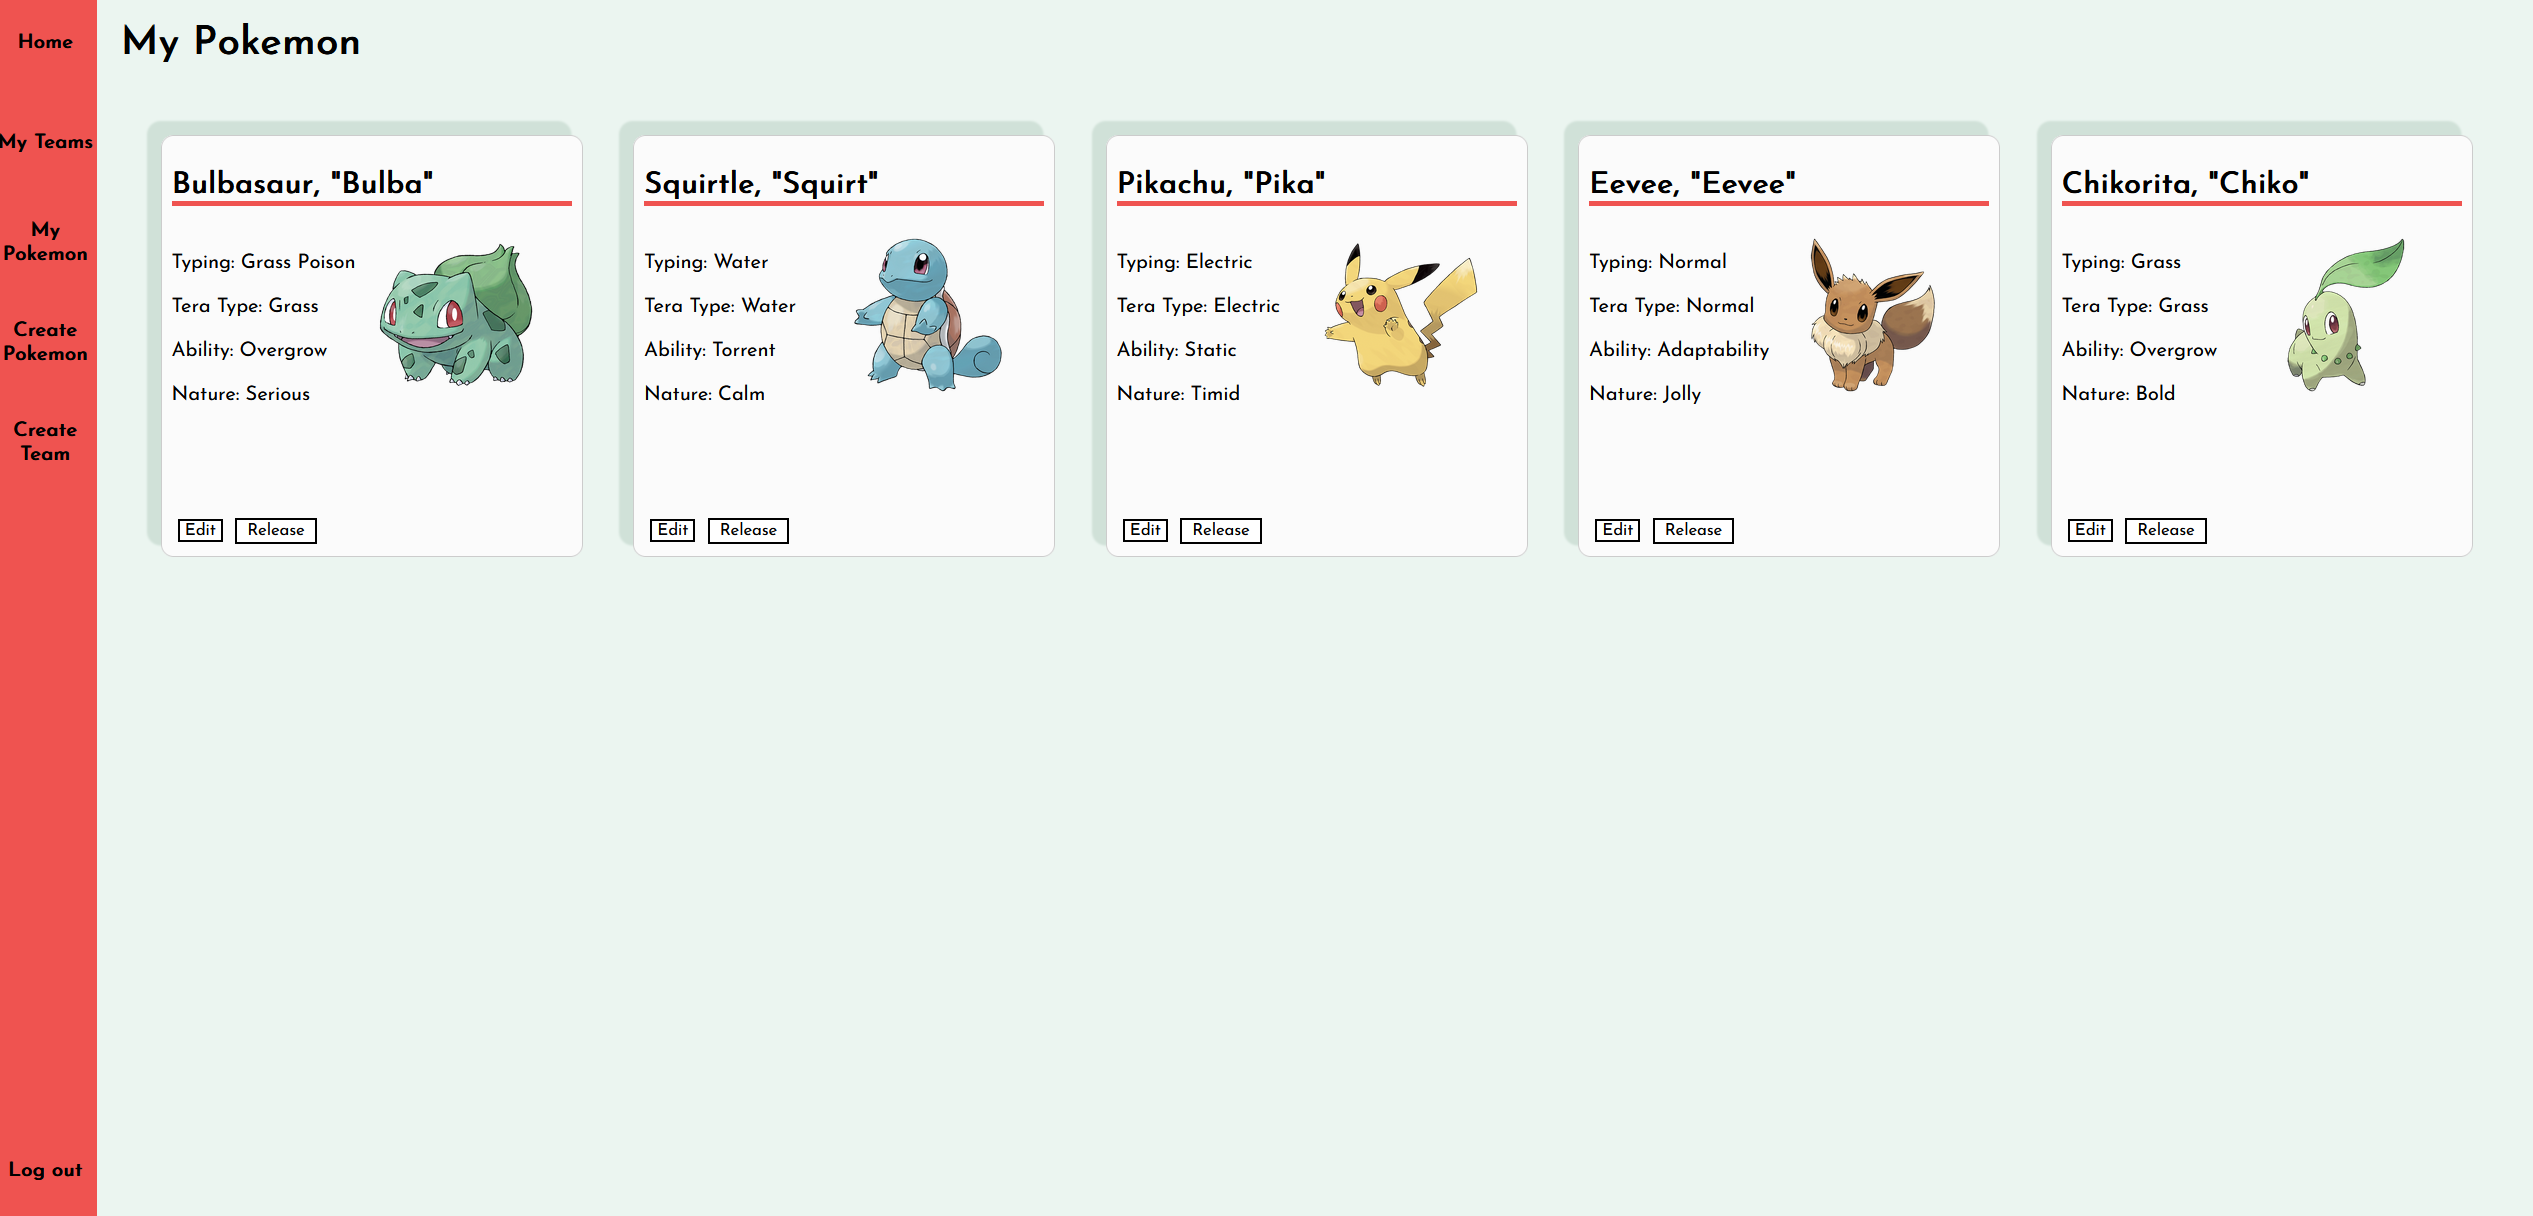 Home
My Teams
My
Pokemon
Create
Pokemon
Create
Team
Log out
My Pokemon
Bulbasaur, "Bulba"
Typing: Grass Poison
Tera Type: Grass
Ability: Overgrow
Nature: Serious
Edit
Release
Squirtle, "Squirt"
Typing: Water
Tera Type: Water
Ability: Torrent
Nature: Calm
Edit
Release
Pikachu, "Pika"
Typing: Electric
Tera Type: Electric
Ability: Static
Nature: Timid
Edit
Release
Eevee, "Eevee"
Typing: Normal
Tera Type: Normal
Ability: Adaptability
Nature: Jolly
Edit
Release
Chikorita, "Chiko"
Typing: Grass
Tera Type: Grass
Ability: Overgrow
Nature: Bold
Edit
Release